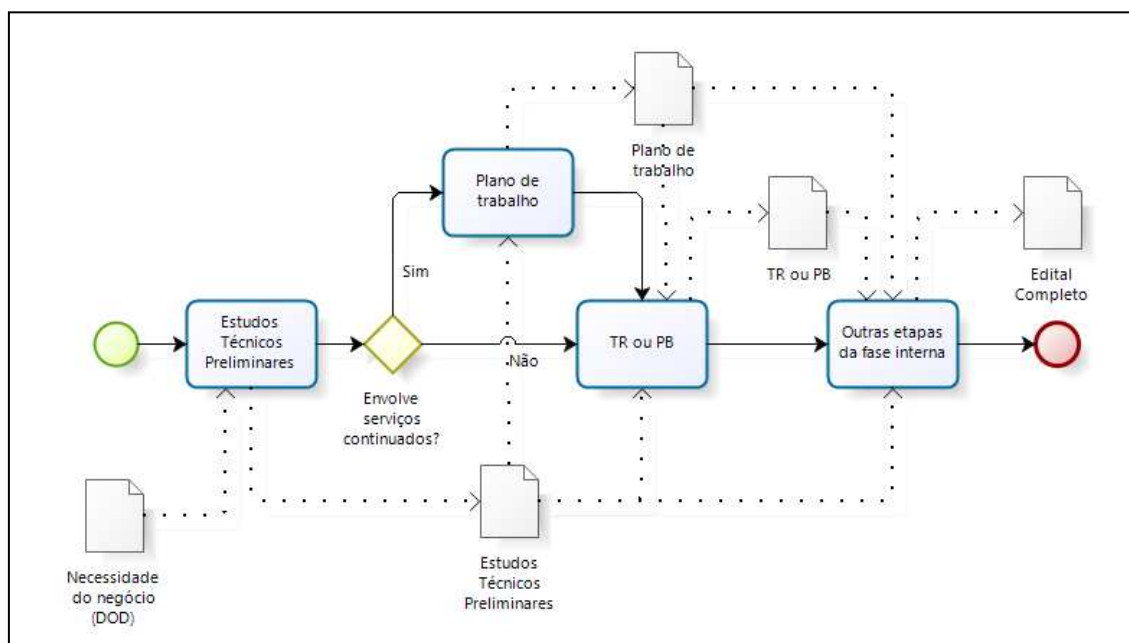 Plano de
trabalho
Plano de
trabalho
Sim
TR ou PB
Edital
Completo
Estudos
Técnicos
Preliminares
Não
TR ou PB
Outras etapas
da fase interna
Envolve
serviços
continuados?
Necessidade
do negócio
(DOD)
Estudos
Técnicos
Preliminares